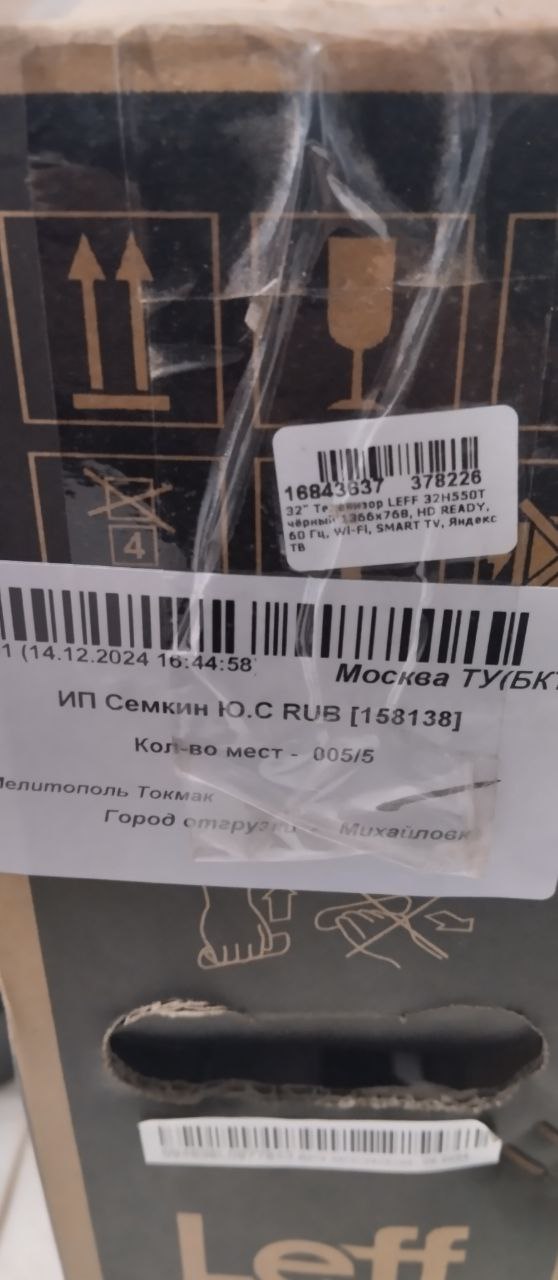 4
16843637 378226
32" Телевизор LEFF 32H550T
чёрный 1366x768, HD READY,
60 Гц, Wi-Fi, SMART TV, Яндекс
ТВ
1 (14.12.2024 16:44:58)
Москва ТУ(БКТ
ИП Семкин Ю.С RUB [158138]
Кол-во мест - 005/5
Мелитополь Токмак
Город отгрузки - Михайловк
Leff